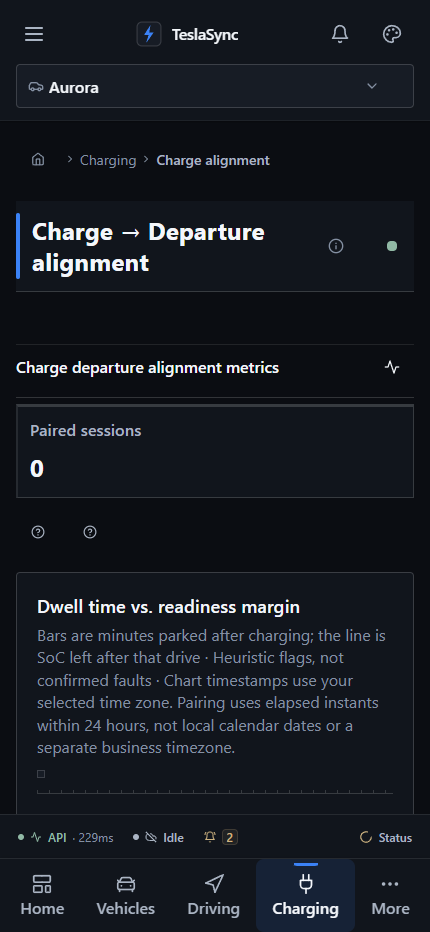 TeslaSync
Aurora
Charging
Charge alignment
Charge → Departure
alignment
Charge departure alignment metrics
Paired sessions
0
Dwell time vs. readiness margin
Bars are minutes parked after charging; the line is
SoC left after that drive · Heuristic flags, not
confirmed faults · Chart timestamps use your
selected time zone. Pairing uses elapsed instants
within 24 hours, not local calendar dates or a
separate business timezone.
API · 229ms
Idle
2
Status
Home
Vehicles
Driving
Charging
More